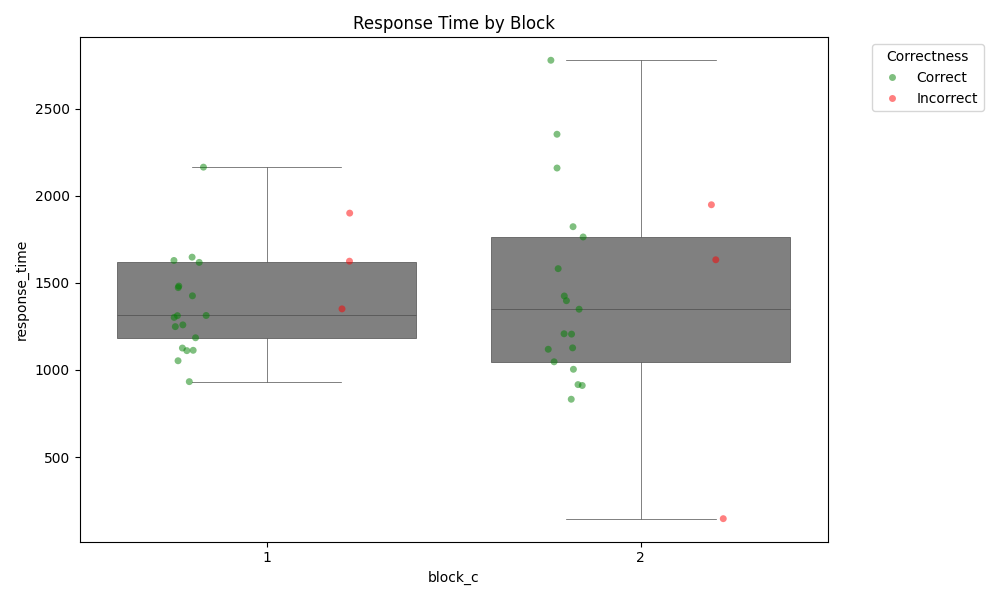 Response Time by Block
Correctness
Correct
Incorrect
2500
2000
1500
1000
500
response_time
1
2
block_c